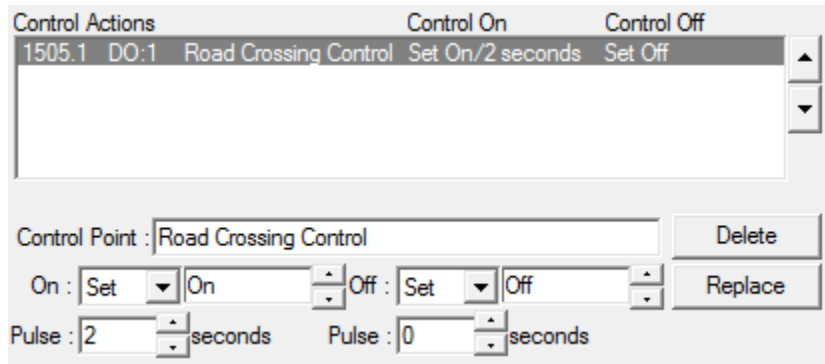 Control Actions Control On Control Off
1505.1 DO:1 Road Crossing Control Set On/2 seconds Set Off
Control Point : Road Crossing Control Delete
On : Set On Off : Set Off Replace
Pulse : 2 seconds Pulse : 0 seconds